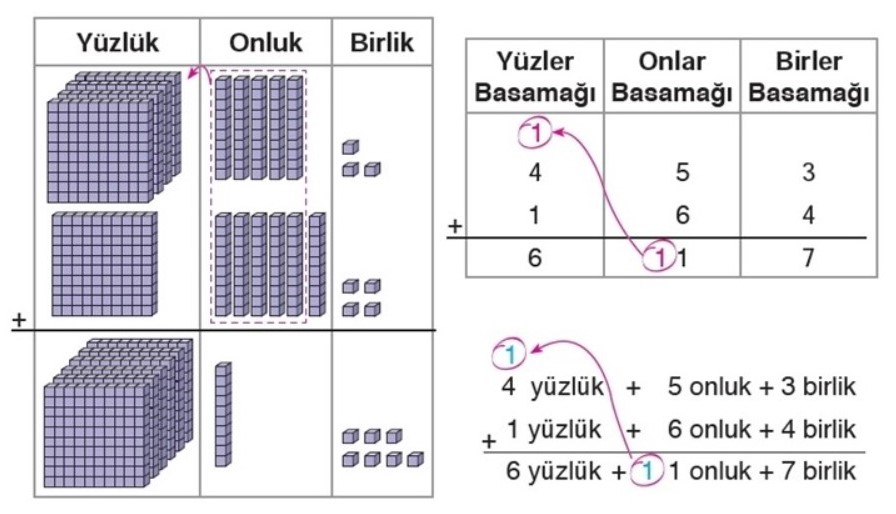 Yüzlük Onluk Birlik
+
Yüzler Basamağı Onlar Basamağı Birler Basamağı
1
4 5 3
+ 1 6 4
6 11 7
1
4 yüzlük + 5 onluk + 3 birlik
+ 1 yüzlük + 6 onluk + 4 birlik
6 yüzlük + 1 1 onluk + 7 birlik